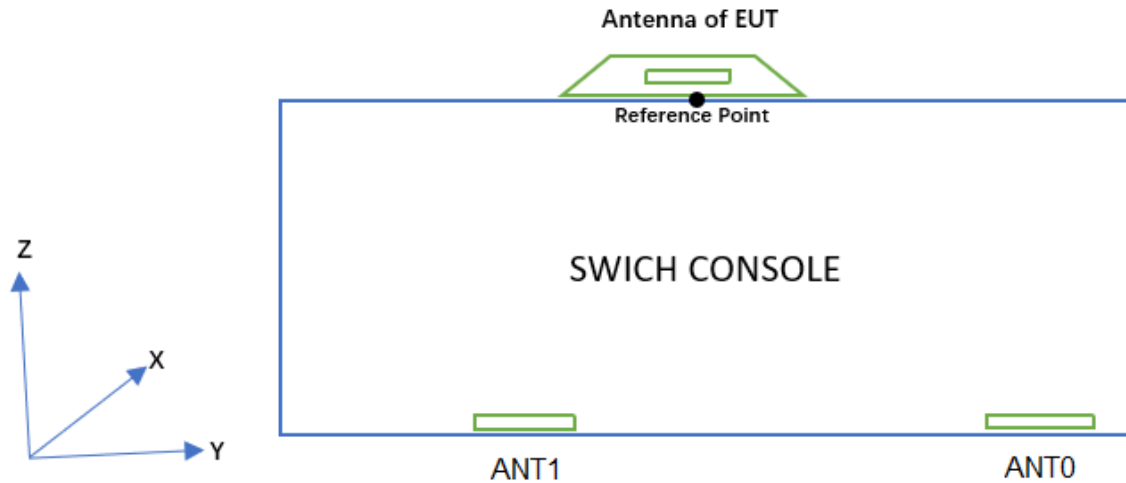 Antenna of EUT
Reference Point
Z
SWICH CONSOLE
X
Y
ANT1
ANT0